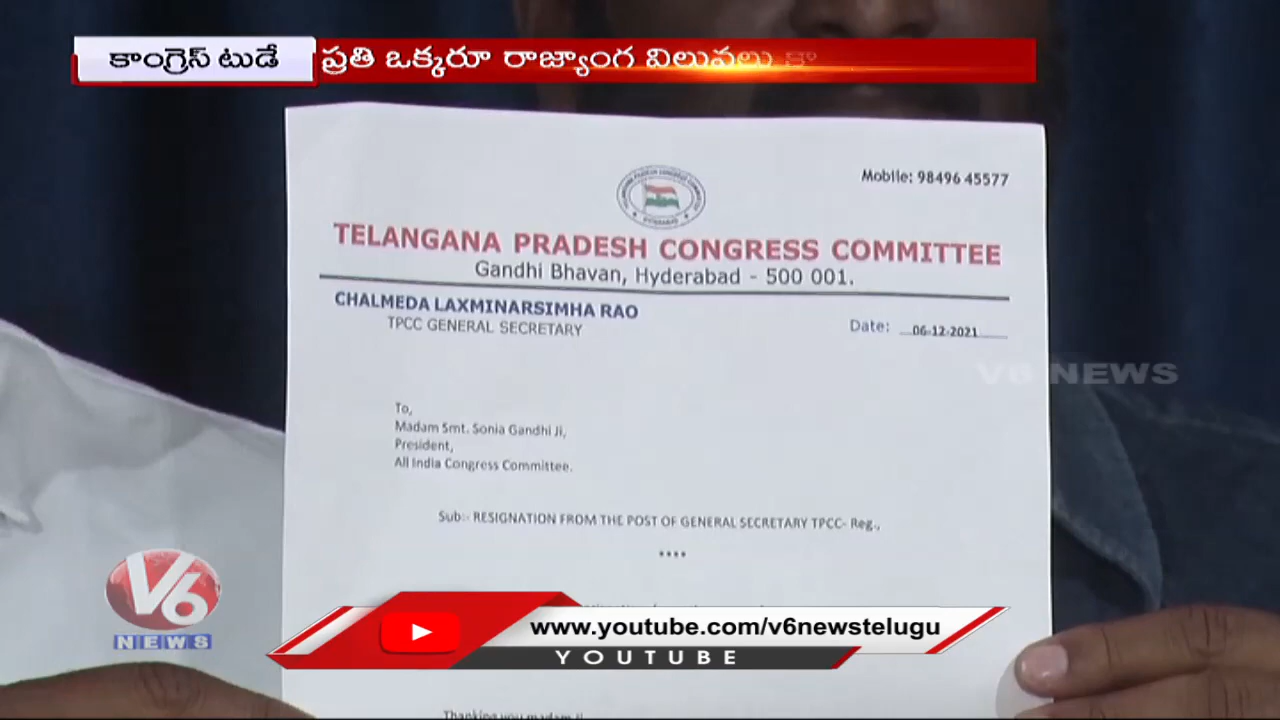 కాంగ్రెస్ టుడే
ప్రతి ఒక్కరూ రాజ్యాంగ విలువలు కా
Mobile: 98496 45577
TELANGANA PRADESH CONGRESS COMMITTEE
Gandhi Bhavan, Hyderabad - 500 001.
CHALMEDA LAXMINARSIMHA RAO
TPCC GENERAL SECRETARY
Date: 06-12-2021
V6 NEWS
To,
Madam Smt. Sonia Gandhi Ji,
President,
All India Congress Committee.
Sub:- RESIGNATION FROM THE POST OF GENERAL SECRETARY TPCC- Reg.,
****
V6
NEWS
www.youtube.com/v6newstelugu
YOUTUBE
Thanking you madam ji